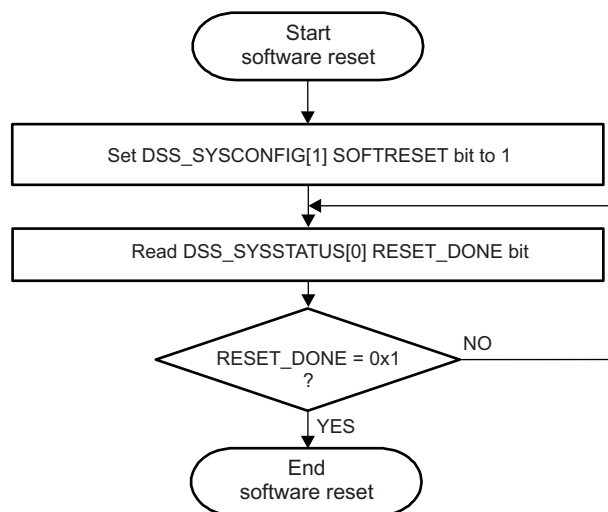 Start
software reset
Set DSS_SYSCONFIG[1] SOFTRESET bit to 1
Read DSS_SYSSTATUS[0] RESET_DONE bit
RESET_DONE = 0x1
?
NO
YES
End
software reset